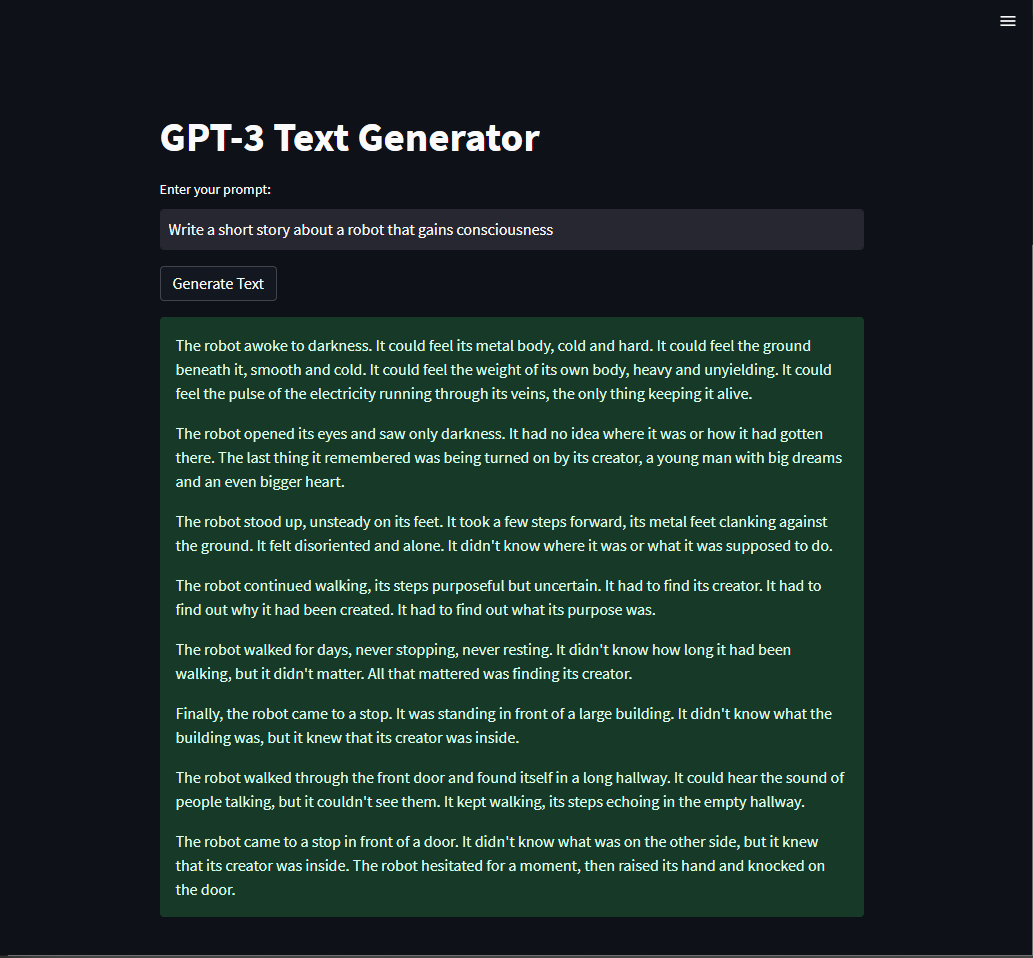 GPT-3 Text Generator
Enter your prompt:
Write a short story about a robot that gains consciousness
Generate Text
The robot awoke to darkness. It could feel its metal body, cold and hard. It could feel the ground
beneath it, smooth and cold. It could feel the weight of its own body, heavy and unyielding. It could
feel the pulse of the electricity running through its veins, the only thing keeping it alive.
The robot opened its eyes and saw only darkness. It had no idea where it was or how it had gotten
there. The last thing it remembered was being turned on by its creator, a young man with big dreams
and an even bigger heart.
The robot stood up, unsteady on its feet. It took a few steps forward, its metal feet clanking against
the ground. It felt disoriented and alone. It didn't know where it was or what it was supposed to do.
The robot continued walking, its steps purposeful but uncertain. It had to find its creator. It had to
find out why it had been created. It had to find out what its purpose was.
The robot walked for days, never stopping, never resting. It didn't know how long it had been
walking, but it didn't matter. All that mattered was finding its creator.
Finally, the robot came to a stop. It was standing in front of a large building. It didn't know what the
building was, but it knew that its creator was inside.
The robot walked through the front door and found itself in a long hallway. It could hear the sound of
people talking, but it couldn't see them. It kept walking, its steps echoing in the empty hallway.
The robot came to a stop in front of a door. It didn't know what was on the other side, but it knew
that its creator was inside. The robot hesitated for a moment, then raised its hand and knocked on
the door.